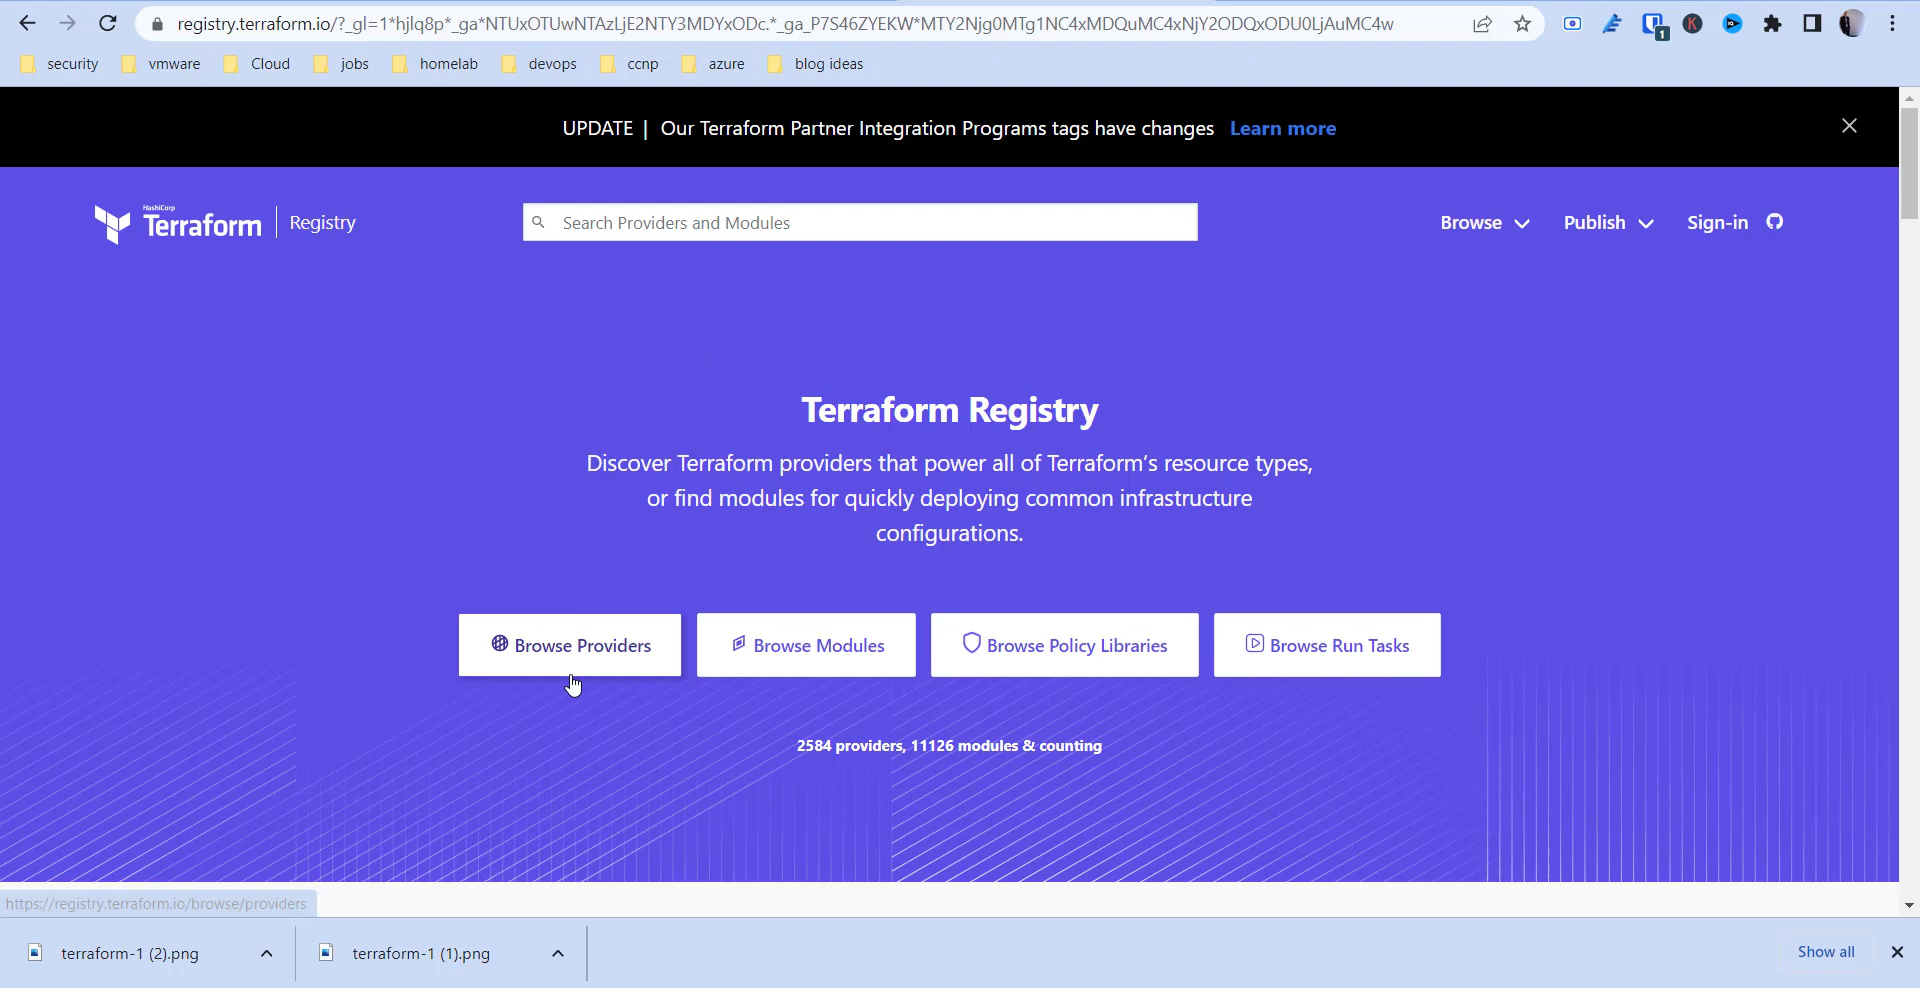 registry.terraform.io/?_gl=1*hjlq8p*_ga*NTUxOTUwNTAzLjE2NTY3MDYxODc.*_ga_P7S46ZYEKW*MTY2Njg0MTg1NC4xMDQuMC4xNjY2ODQxODU0LjAuMC4w
1
K
security vmware Cloud jobs homelab devops ccnp azure blog ideas
UPDATE | Our Terraform Partner Integration Programs tags have changes Learn more
HashiCorp
Terraform Registry
Search Providers and Modules
Browse Publish Sign-in
Terraform Registry
Discover Terraform providers that power all of Terraform’s resource types,
or find modules for quickly deploying common infrastructure
configurations.
Browse Providers Browse Modules Browse Policy Libraries Browse Run Tasks
2584 providers, 11126 modules & counting
https://registry.terraform.io/browse/providers
terraform-1 (2).png terraform-1 (1).png Show all